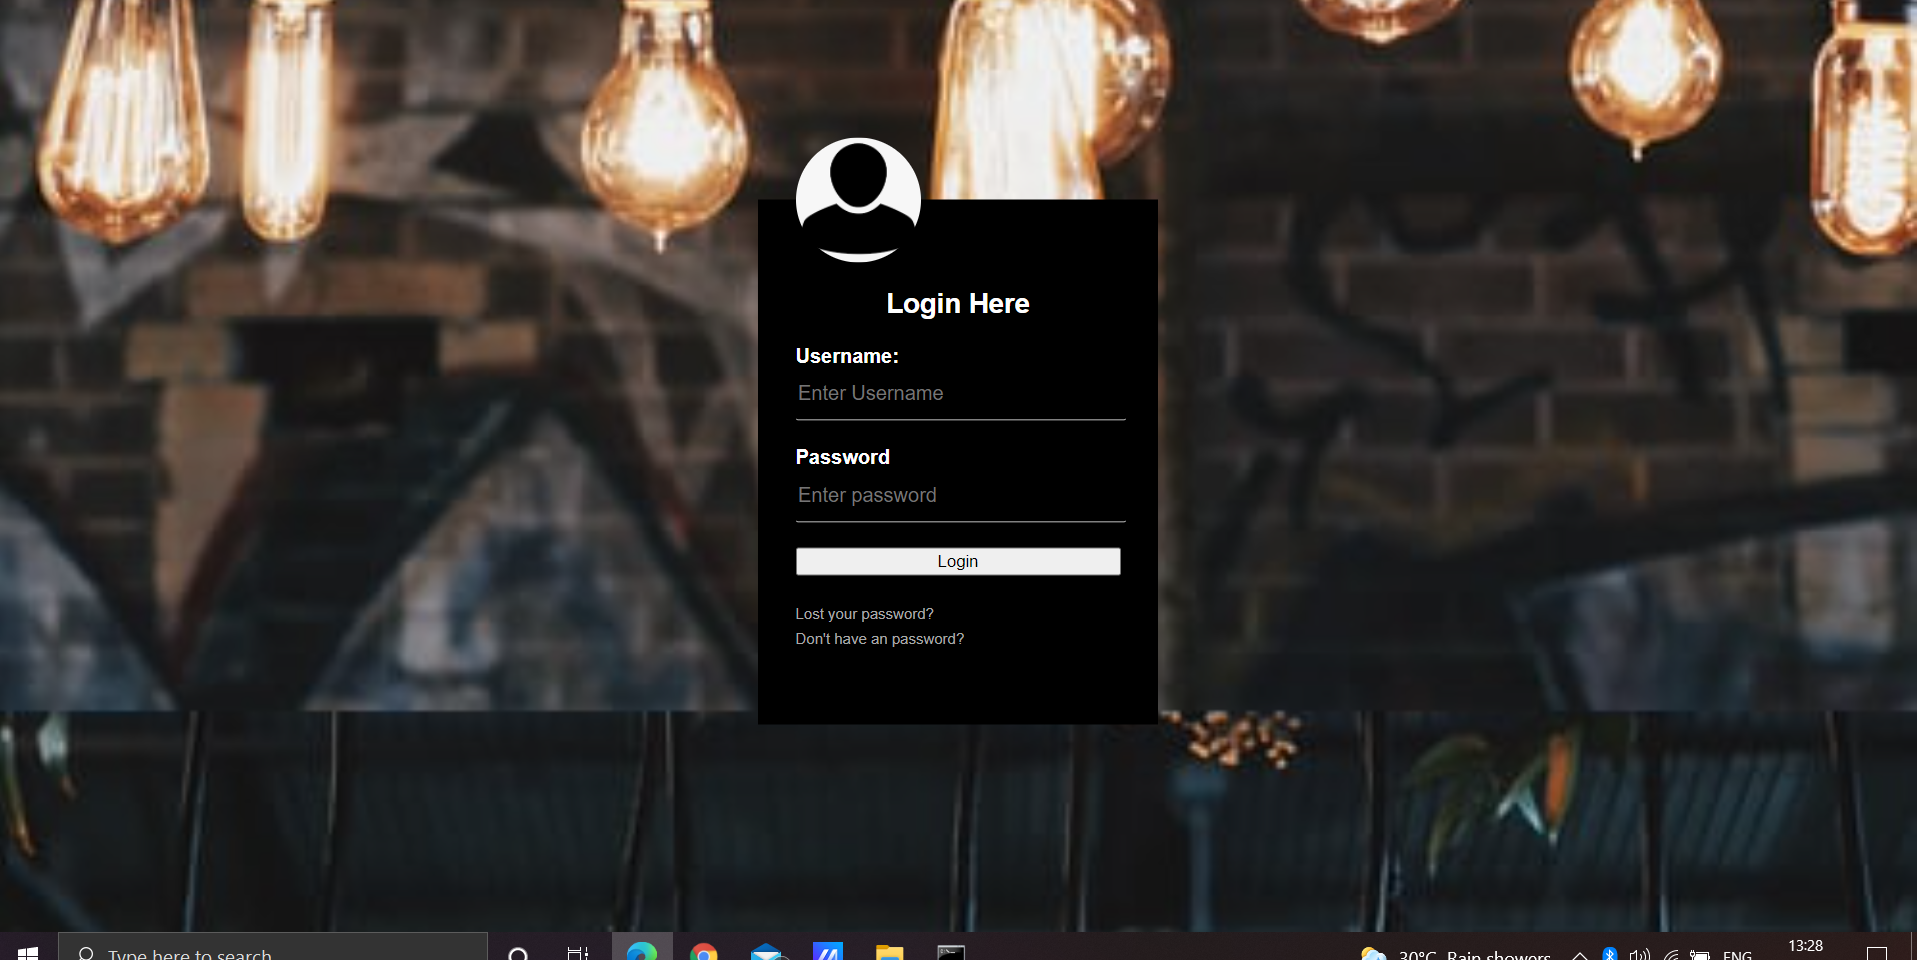 Login Here
Username:
Enter Username
Password
Enter password
Login
Lost your password?
Don't have an password?
Type here to search
30°C Rain showers
ENG
13:28